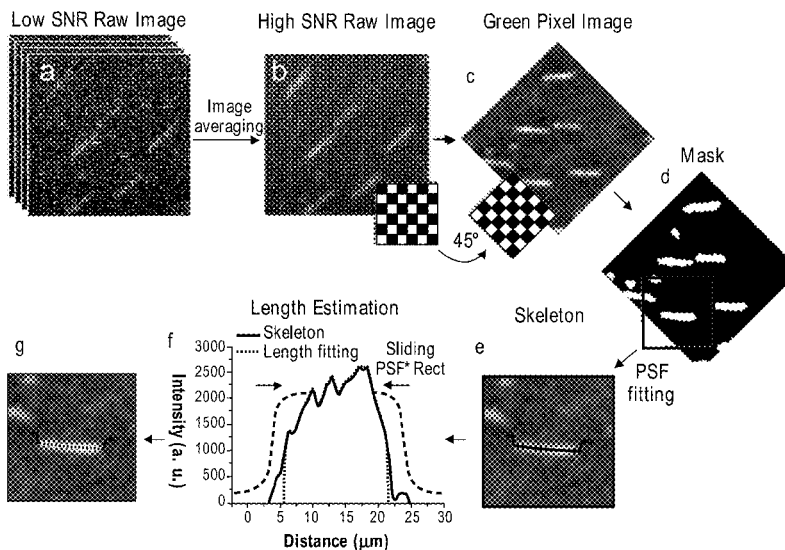 Low SNR Raw Image
High SNR Raw Image
Green Pixel Image
a
Image
averaging
b
c
45°
Mask
d
PSF
fitting
Skeleton
e
Length Estimation
f
Skeleton
Length fitting
Sliding
PSF* Rect
Intensity (a. u.)
3000
2500
2000
1500
1000
500
0
0 5 10 15 20 25 30
Distance (μm)
g